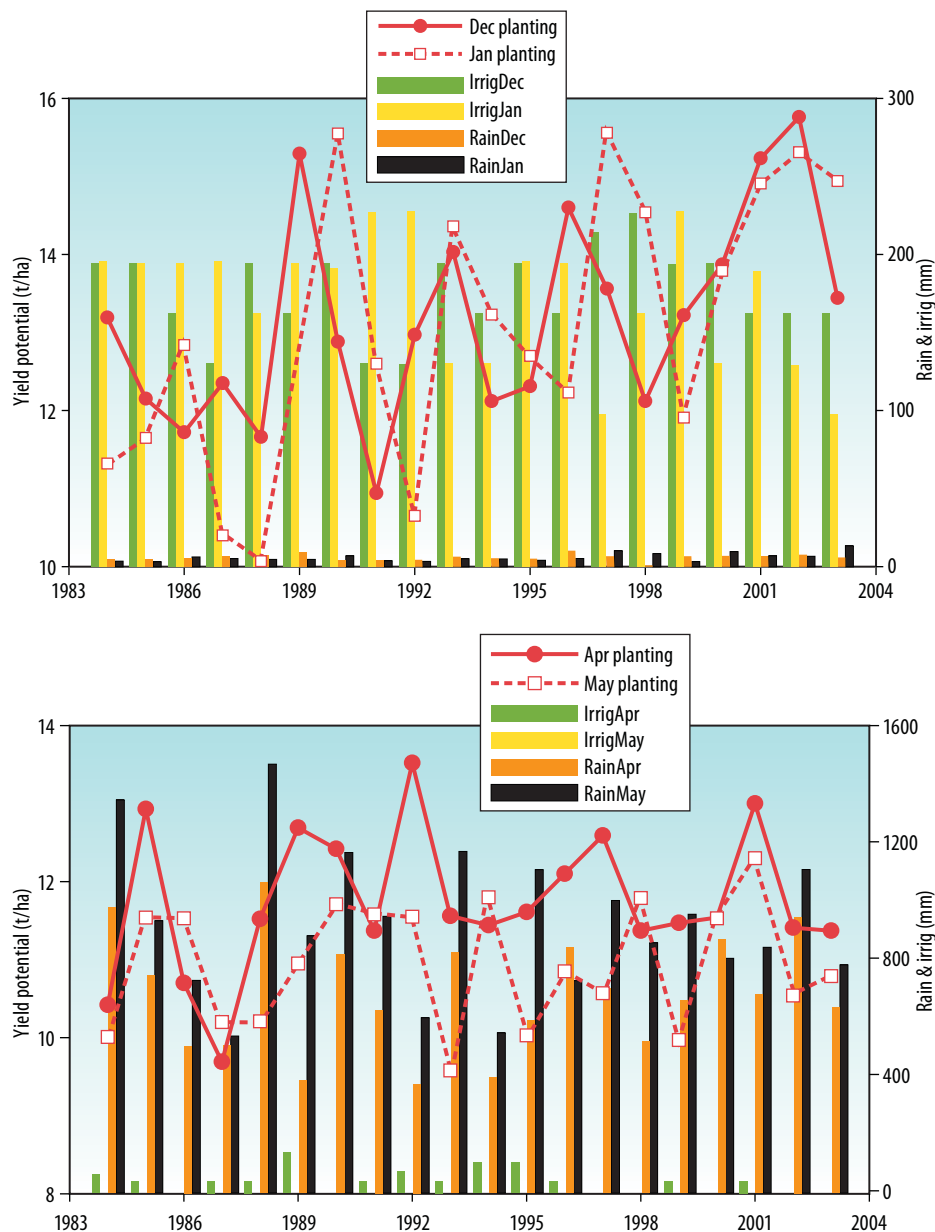 Dec planting
Jan planting
IrrigDec
IrrigJan
RainDec
RainJan
16
14
12
10
Yield potential (t/ha)
300
200
100
0
Rain & irrig (mm)
1983
1986
1989
1992
1995
1998
2001
2004
Apr planting
May planting
IrrigApr
IrrigMay
RainApr
RainMay
14
12
10
8
Yield potential (t/ha)
1600
1200
800
400
0
Rain & irrig (mm)
1983
1986
1989
1992
1995
1998
2001
2004